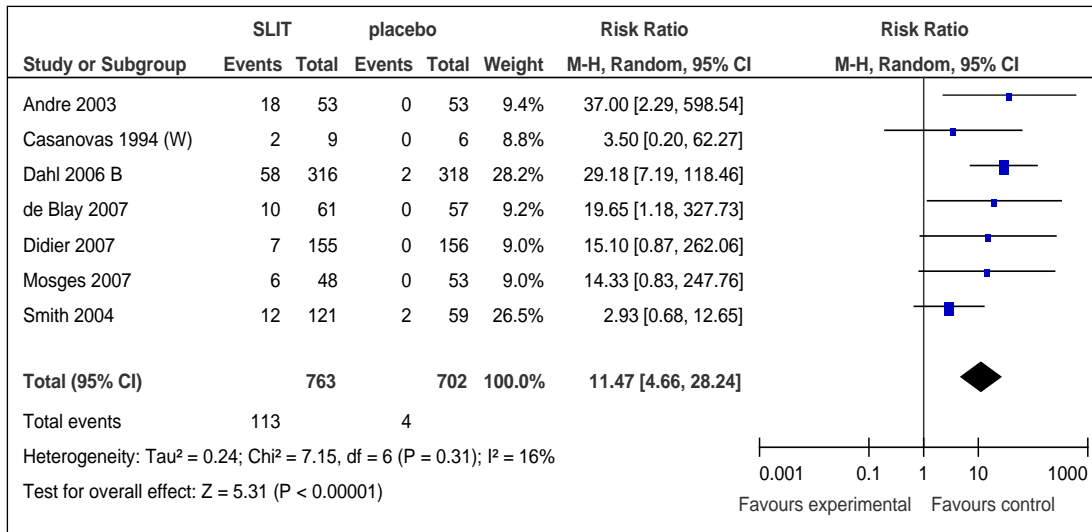 SLIT placebo Risk Ratio Risk Ratio
Study or Subgroup Events Total Events Total Weight M-H, Random, 95% CI M-H, Random, 95% CI
Andre 2003 18 53 0 53 9.4% 37.00 [2.29, 598.54]
Casanovas 1994 (W) 2 9 0 6 8.8% 3.50 [0.20, 62.27]
Dahl 2006 B 58 316 2 318 28.2% 29.18 [7.19, 118.46]
de Blay 2007 10 61 0 57 9.2% 19.65 [1.18, 327.73]
Didier 2007 7 155 0 156 9.0% 15.10 [0.87, 262.06]
Mosges 2007 6 48 0 53 9.0% 14.33 [0.83, 247.76]
Smith 2004 12 121 2 59 26.5% 2.93 [0.68, 12.65]
Total (95% CI) 763 702 100.0% 11.47 [4.66, 28.24]
Total events 113 4
Heterogeneity: Tau² = 0.24; Chi² = 7.15, df = 6 (P = 0.31); I² = 16%
Test for overall effect: Z = 5.31 (P < 0.00001)
0.001 0.1 1 10 1000
Favours experimental Favours control